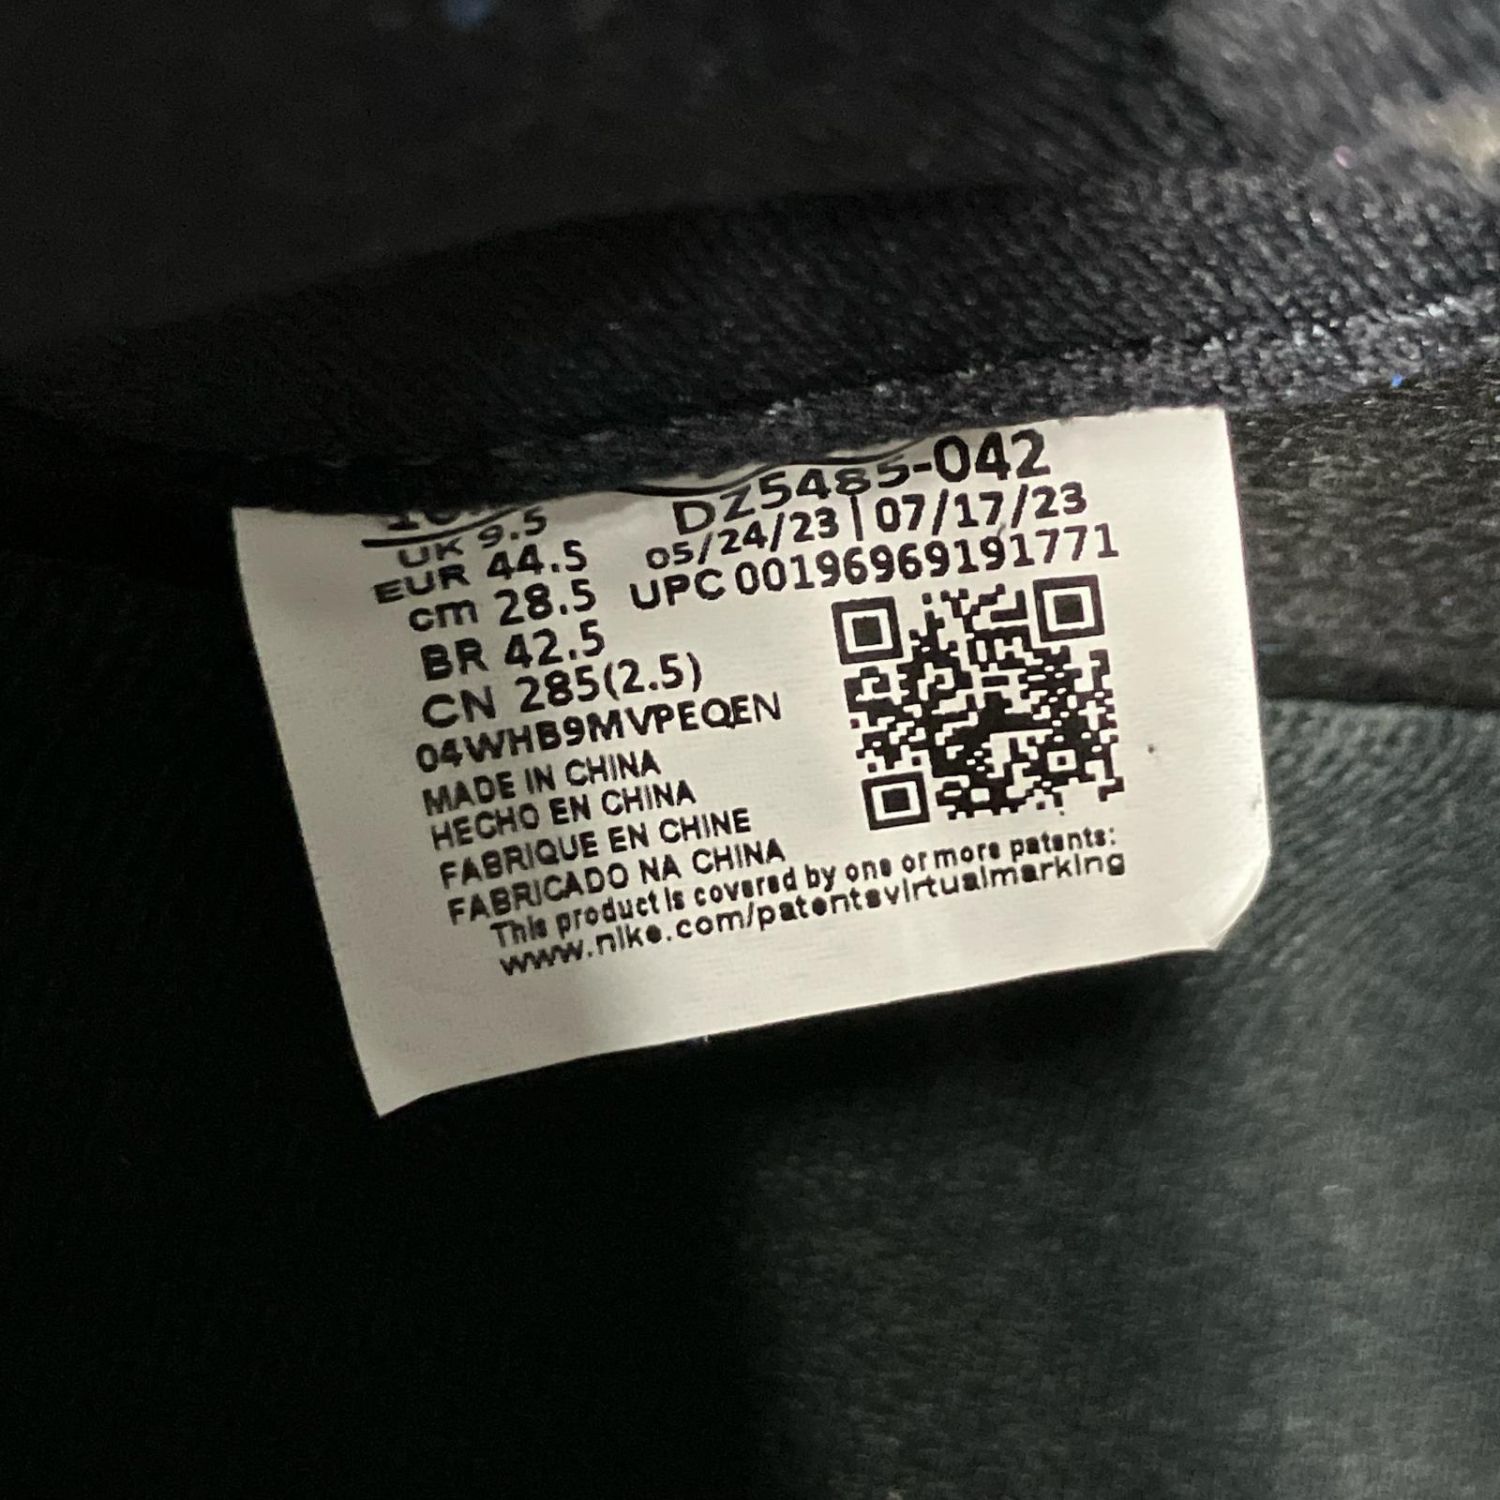 DZ5485-042
UK 9.5
05/24/23 | 07/17/23
EUR 44.5
UPC 00196969191771
cm 28.5
BR 42.5
CN 285(2.5)
04WHB9MVPEQEN
MADE IN CHINA
HECHO EN CHINA
FABRIQUE EN CHINE
FABRICADO NA CHINA
This product is covered by one or more patents:
www.nike.com/patentsvirtualmarking